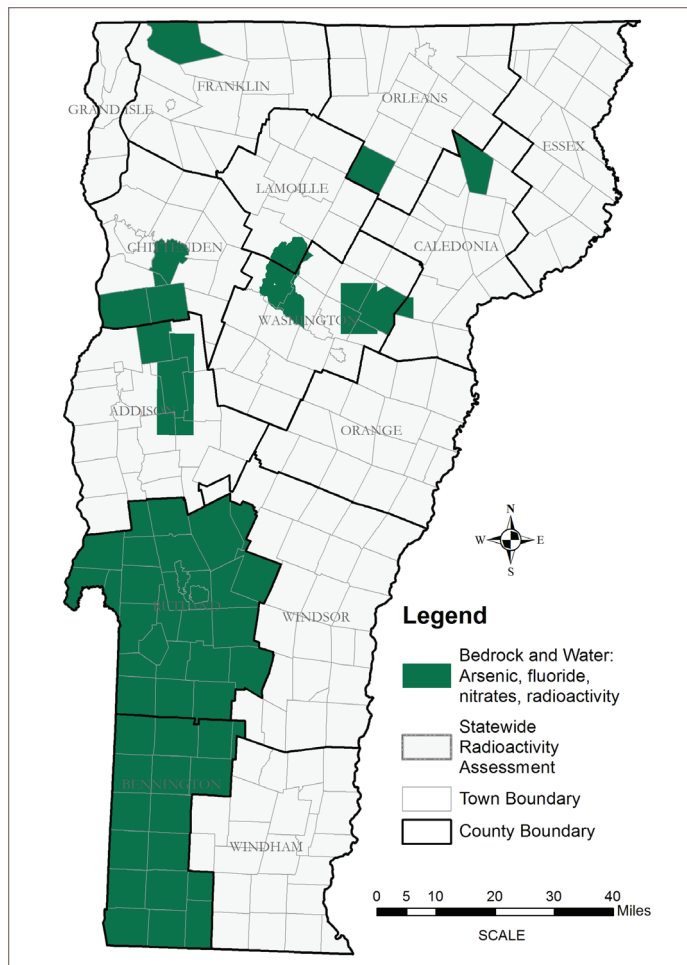 FRANKLIN
GRAND ISLE
ORLEANS
ESSEX
LAMOILLE
CHITTENDEN
CALEDONIA
WASHINGTON
ADDISON
ORANGE
N
W E
S
RUTLAND
WINDSOR
Legend
Bedrock and Water:
Arsenic, fluoride,
nitrates, radioactivity
Statewide
Radioactivity
Assessment
Town Boundary
County Boundary
BENNINGTON
WINDHAM
0 5 10 20 30 40
Miles
SCALE